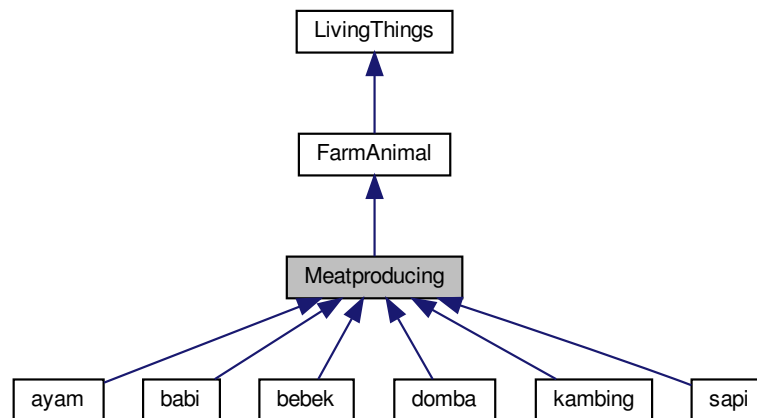 LivingThings
FarmAnimal
Meatproducing
ayam
babi
bebek
domba
kambing
sapi